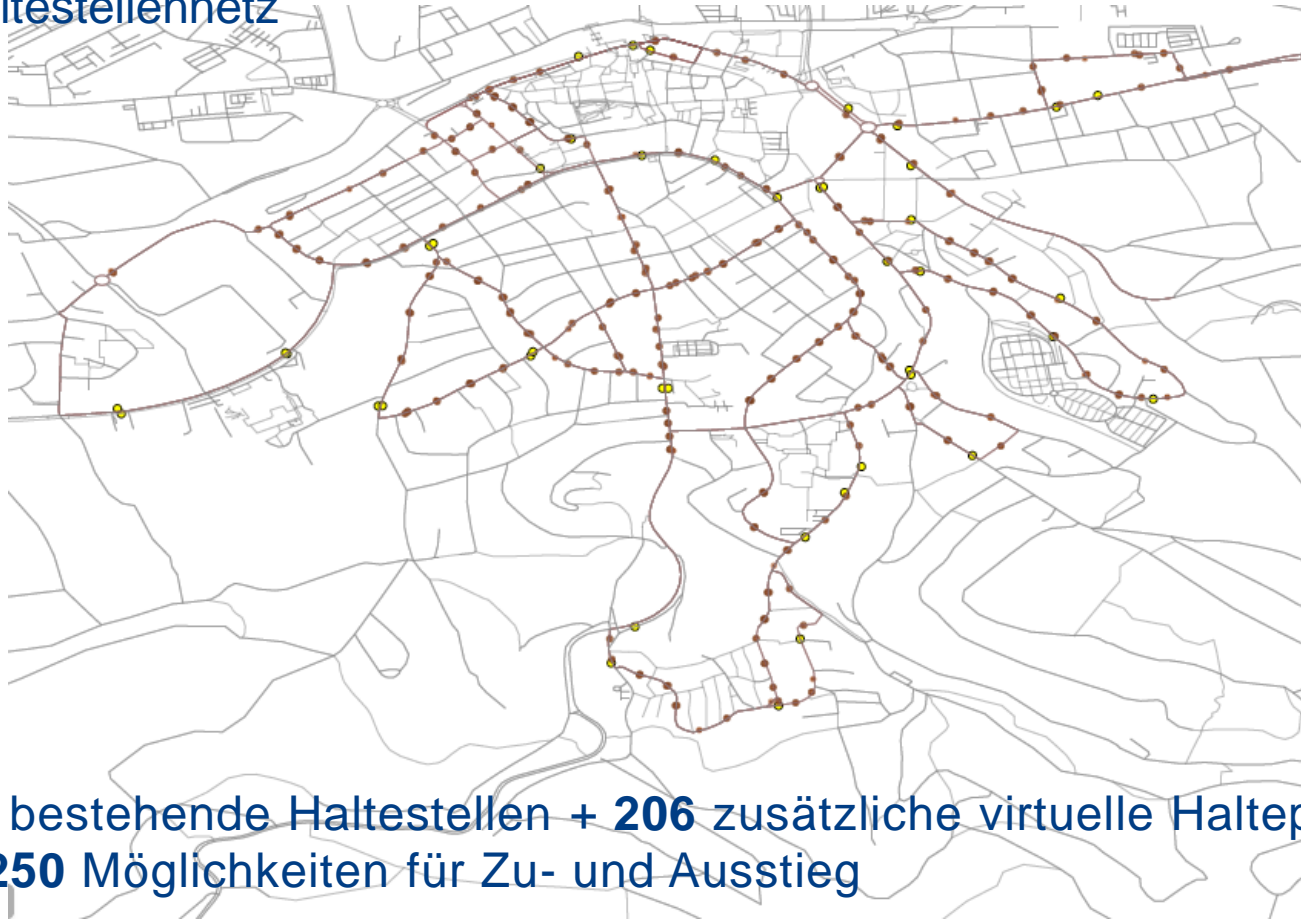 ltestellennetz
bestehende Haltestellen + 206 zusätzliche virtuelle Haltep
250 Möglichkeiten für Zu- und Ausstieg